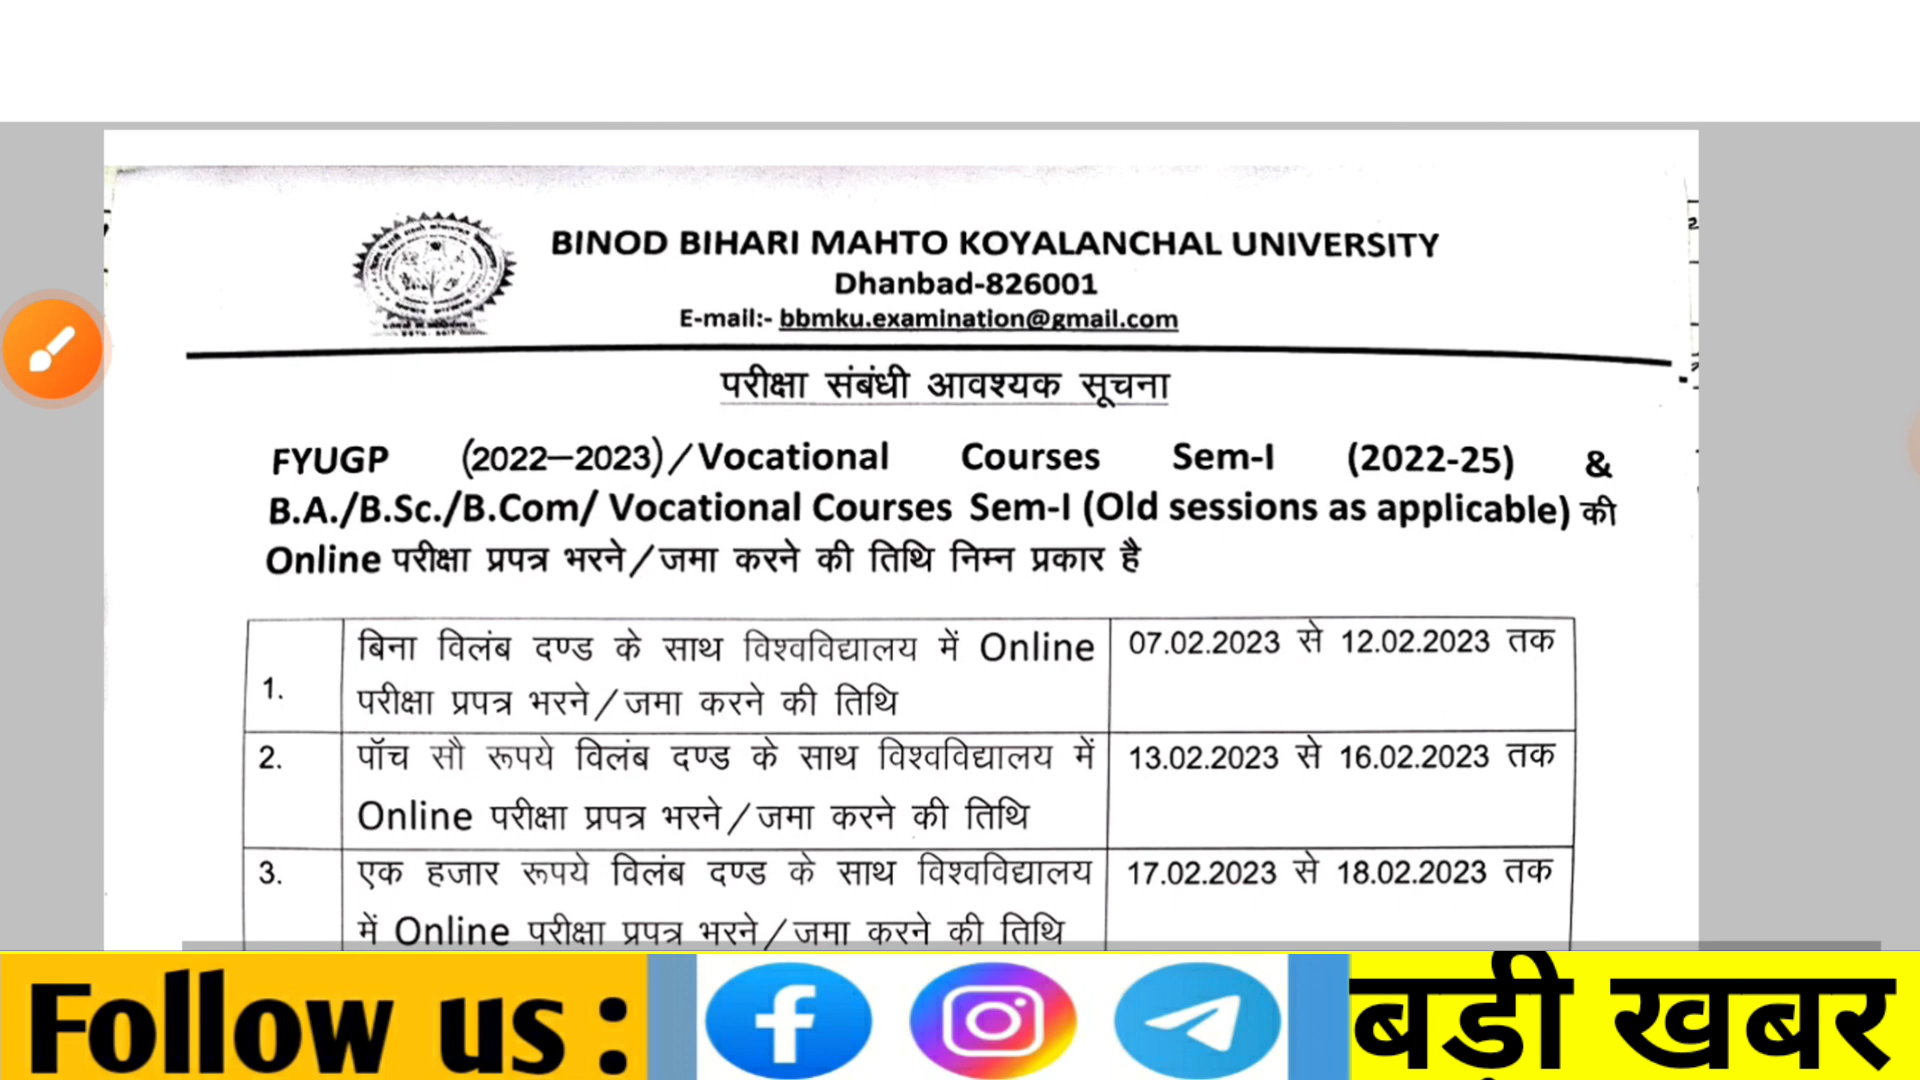 BINOD BIHARI MAHTO KOYALANCHAL UNIVERSITY
Dhanbad-826001
E-mail:- bbmku.examination@gmail.com
परीक्षा संबंधी आवश्यक सूचना
FYUGP (2022–2023)/Vocational Courses Sem-I (2022-25) &
B.A./B.Sc./B.Com/ Vocational Courses Sem-I (Old sessions as applicable) की
Online परीक्षा प्रपत्र भरने/जमा करने की तिथि निम्न प्रकार है
1. बिना विलंब दण्ड के साथ विश्वविद्यालय में Online 07.02.2023 से 12.02.2023 तक
परीक्षा प्रपत्र भरने/जमा करने की तिथि
2. पॉच सौ रूपये विलंब दण्ड के साथ विश्वविद्यालय में 13.02.2023 से 16.02.2023 तक
Online परीक्षा प्रपत्र भरने/जमा करने की तिथि
3. एक हजार रूपये विलंब दण्ड के साथ विश्वविद्यालय 17.02.2023 से 18.02.2023 तक
में Online परीक्षा प्रपत्र भरने/जमा करने की तिथि
Follow us : बड़ी खबर